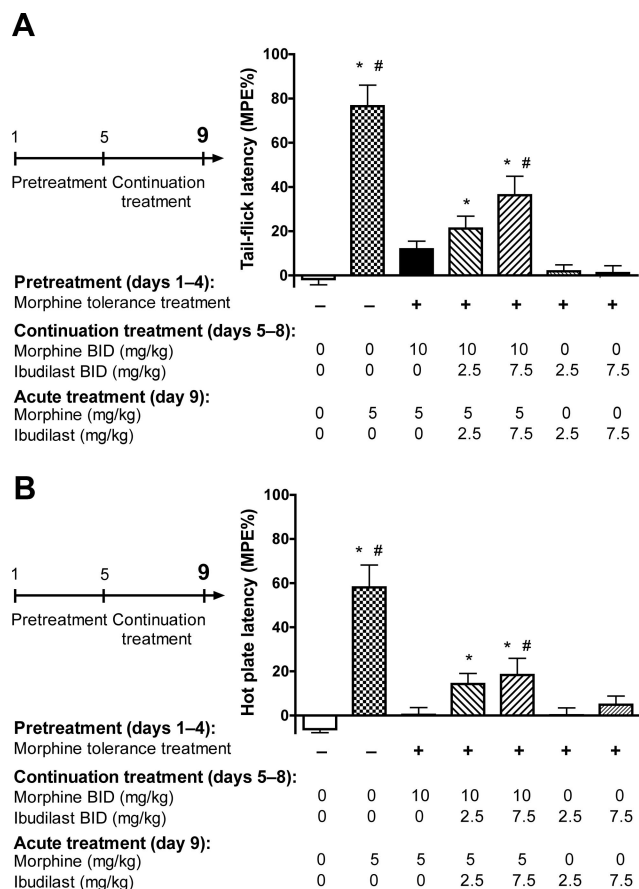 A
100
80
60
40
20
0
Tail-flick latency (MPE%)
* #
*
* #
1 5 9
Pretreatment Continuation
treatment
Pretreatment (days 1–4):
Morphine tolerance treatment – – + + + + +
Continuation treatment (days 5–8):
Morphine BID (mg/kg) 0 0 10 10 10 0 0
Ibudilast BID (mg/kg) 0 0 0 2.5 7.5 2.5 7.5
Acute treatment (day 9):
Morphine (mg/kg) 0 5 5 5 5 0 0
Ibudilast (mg/kg) 0 0 0 2.5 7.5 2.5 7.5
B
100
80
60
40
20
0
Hot plate latency (MPE%)
* #
*
* #
1 5 9
Pretreatment Continuation
treatment
Pretreatment (days 1–4):
Morphine tolerance treatment – – + + + + +
Continuation treatment (days 5–8):
Morphine BID (mg/kg) 0 0 10 10 10 0 0
Ibudilast BID (mg/kg) 0 0 0 2.5 7.5 2.5 7.5
Acute treatment (day 9):
Morphine (mg/kg) 0 5 5 5 5 0 0
Ibudilast (mg/kg) 0 0 0 2.5 7.5 2.5 7.5